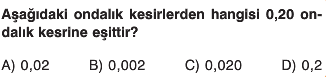 Aşağıdaki ondalık kesirlerden hangisi 0,20 on-
dalık kesrine eşittir?
A) 0,02 B) 0,002 C) 0,020 D) 0,2